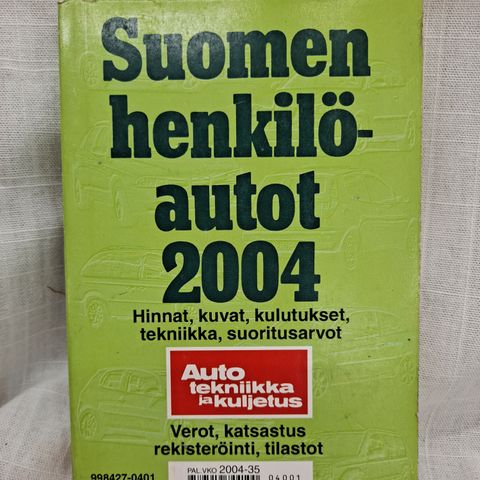 Suomen
henkilö-
autot
2004
Hinnat, kuvat, kulutukset,
tekniikka, suoritusarvot
Auto
tekniikka
ja kuljetus
Verot, katsastus
rekisteröinti, tilastot
998427-0401
PAL.VKO 2004-35
04001